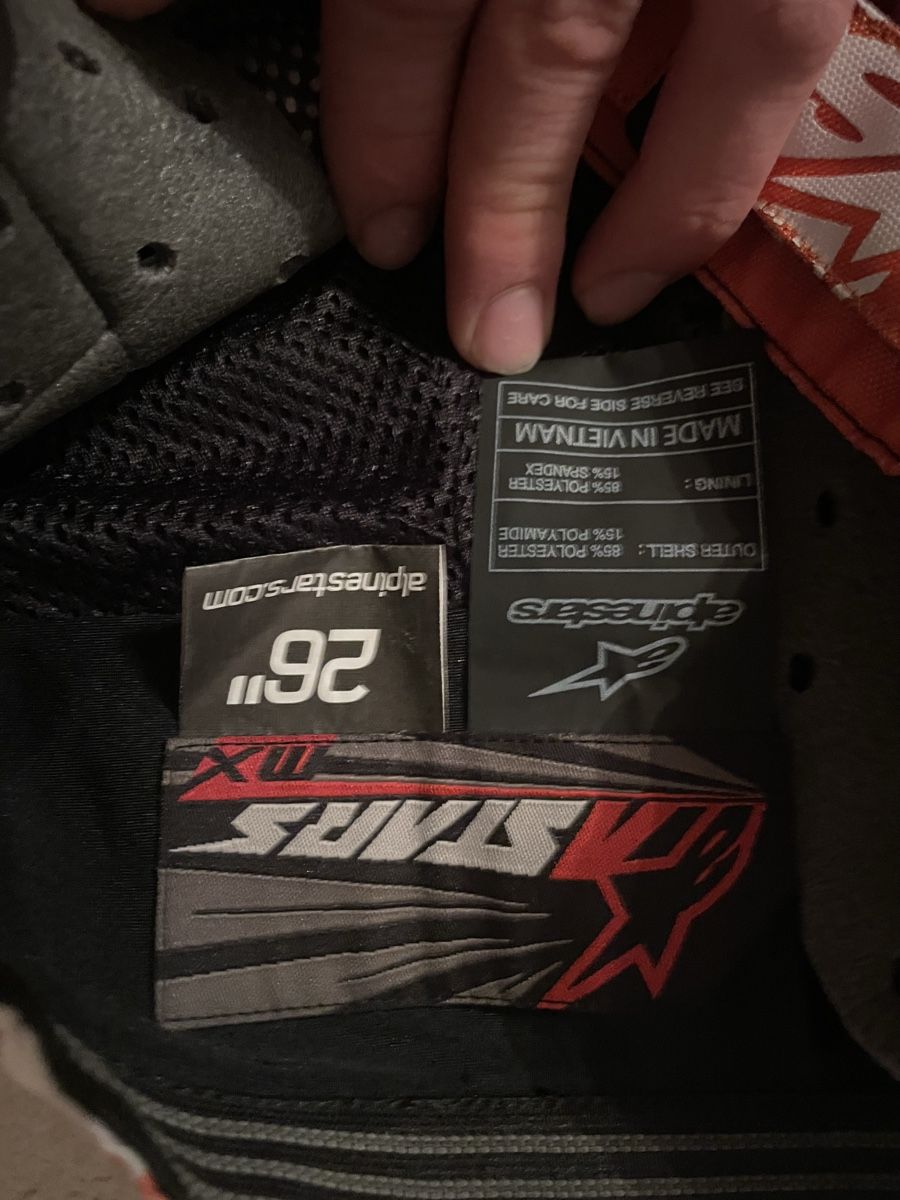 ASTARS
MX
alpinestars
OUTER SHELL : 85% POLYESTER
15% POLYAMIDE
LINING : 85% POLYESTER
15% SPANDEX
MADE IN VIETNAM
SEE REVERSE SIDE FOR CARE
26"
alpinestars.com